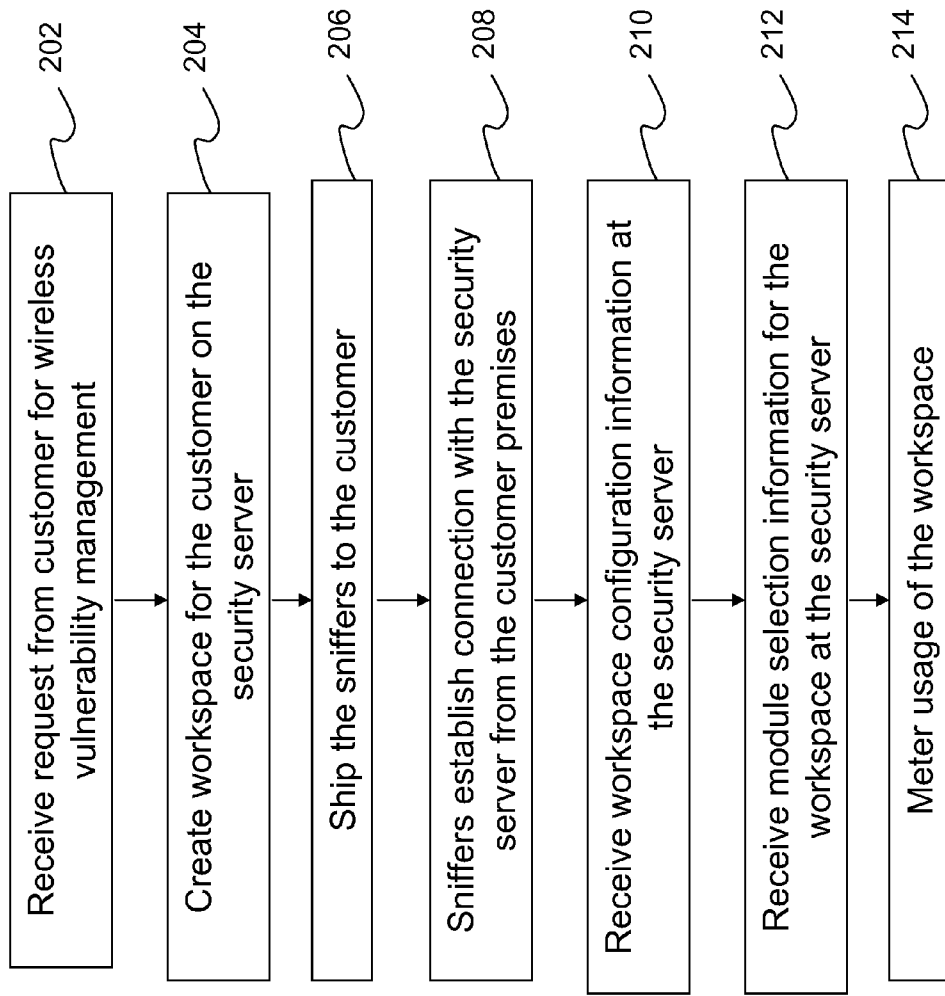 Receive request from customer for wireless
vulnerability management
202
Create workspace for the customer on the
security server
204
Ship the sniffers to the customer
206
Sniffers establish connection with the security
server from the customer premises
208
Receive workspace configuration information at
the security server
210
Receive module selection information for the
workspace at the security server
212
Meter usage of the workspace
214